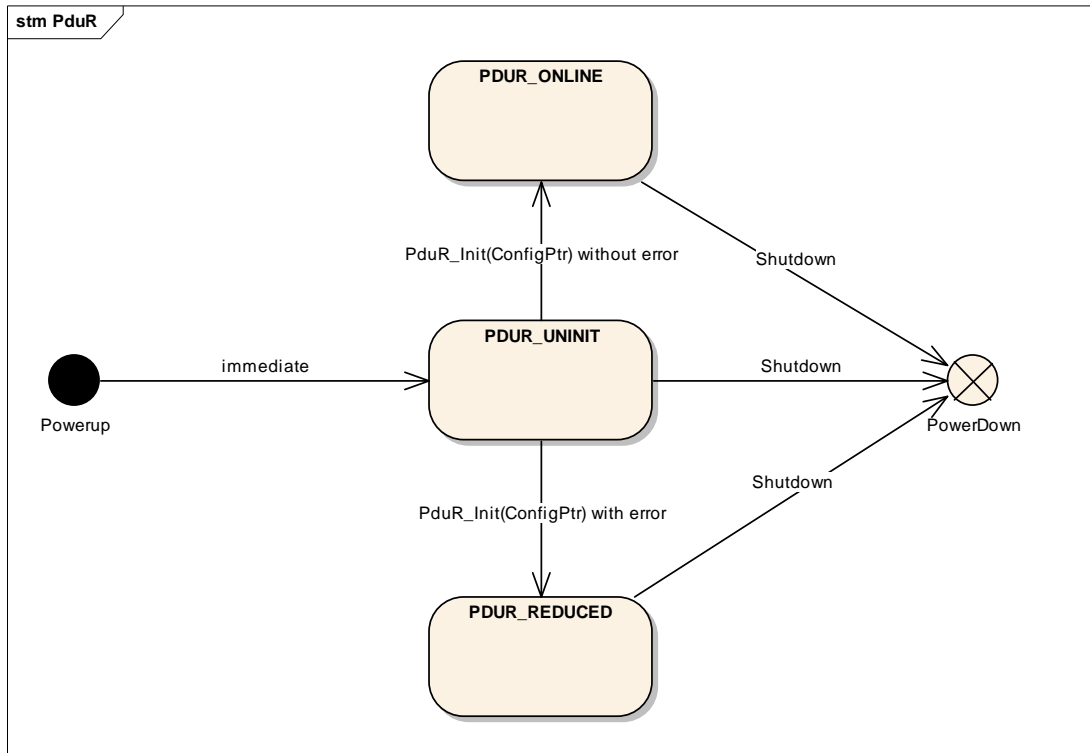 stm PduR
PDUR_ONLINE
PduR_Init(ConfigPtr) without error
Shutdown
PDUR_UNINIT
immediate
Shutdown
Powerup
PowerDown
Shutdown
PduR_Init(ConfigPtr) with error
PDUR_REDUCED